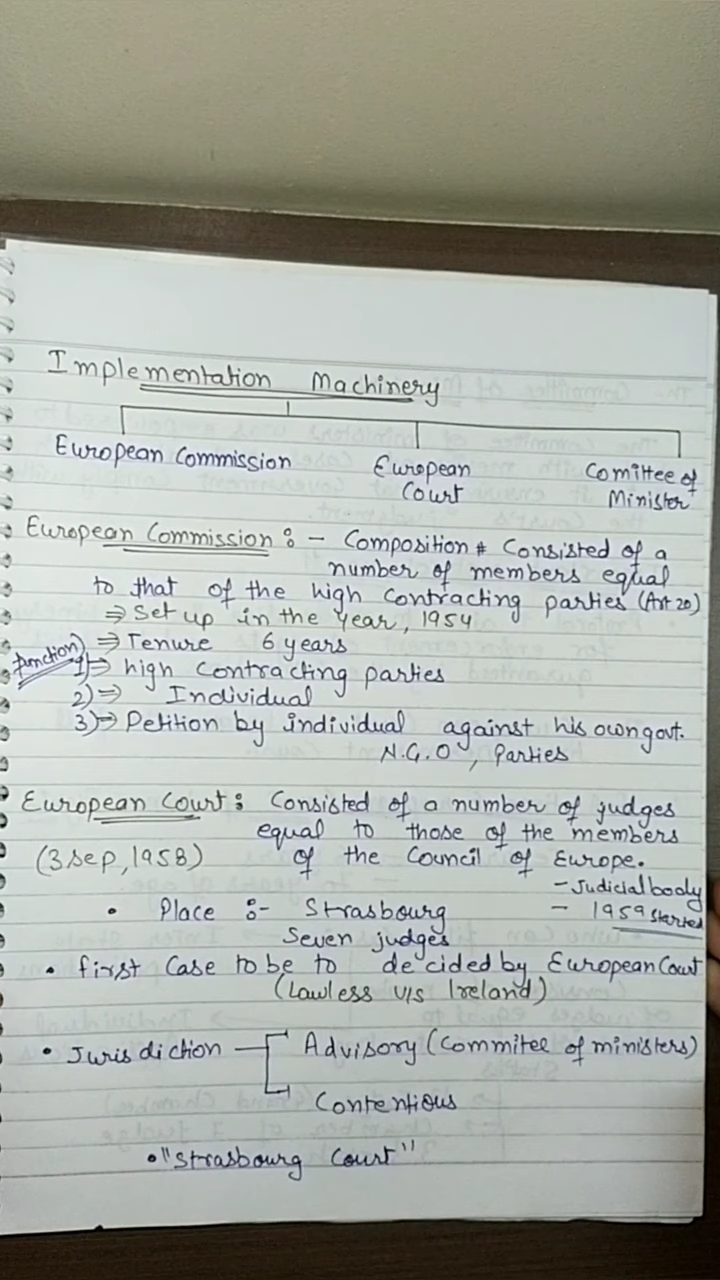 Implementation Machinery
European Commission European Court Comittee of Minister
European Commission : - Composition Consisted of a
number of members equal
to that of the high Contracting parties (Art 20)
⇒ Set up in the Year, 1954
⇒ Tenure 6 years
function) 1)⇒ high Contracting parties
2)⇒ Individual
3)⇒ Petition by individual against his own govt.
N.G.O, Parties
European Court : Consisted of a number of judges
equal to those of the members
(3 Sep, 1958) of the Council of Europe.
- Judicial body
• Place :- Strasbourg - 1959 started
Seven judges
• first Case to be to decided by European Court
(Lawless v/s Ireland)
• Jurisdiction Advisory (Commitee of ministers)
Contentious
• "Strasbourg Court"